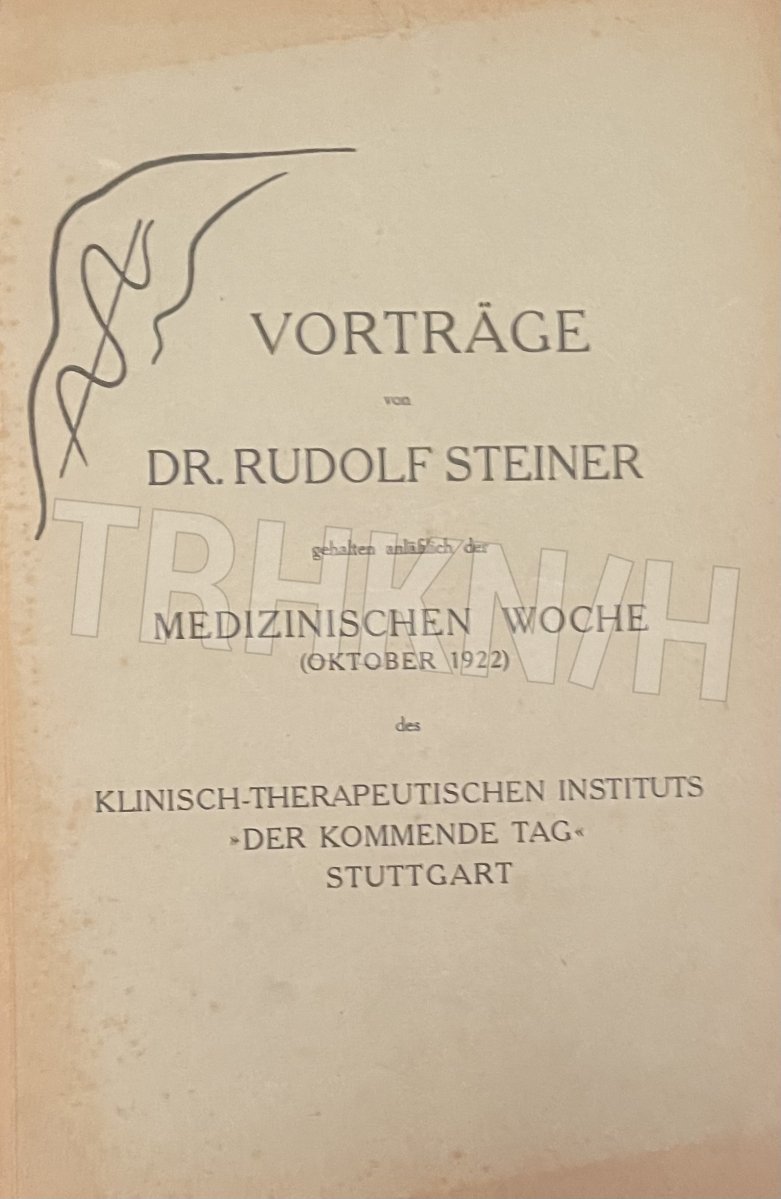 VORTRÄGE
von
DR. RUDOLF STEINER
gehalten anläßlich der
MEDIZINISCHEN WOCHE
(OKTOBER 1922)
des
KLINISCH-THERAPEUTISCHEN INSTITUTS
»DER KOMMENDE TAG«
STUTTGART
TRHKN/H